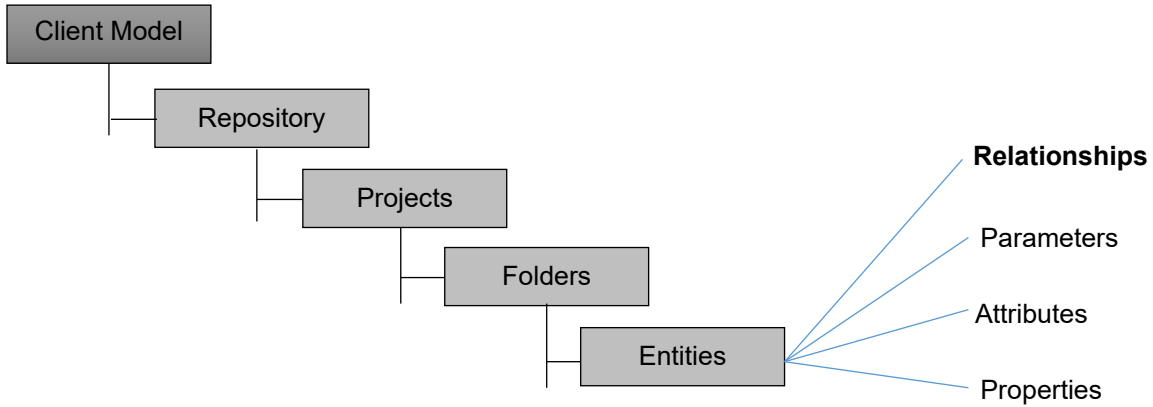 Client Model
Repository
Projects
Folders
Entities
Relationships
Parameters
Attributes
Properties